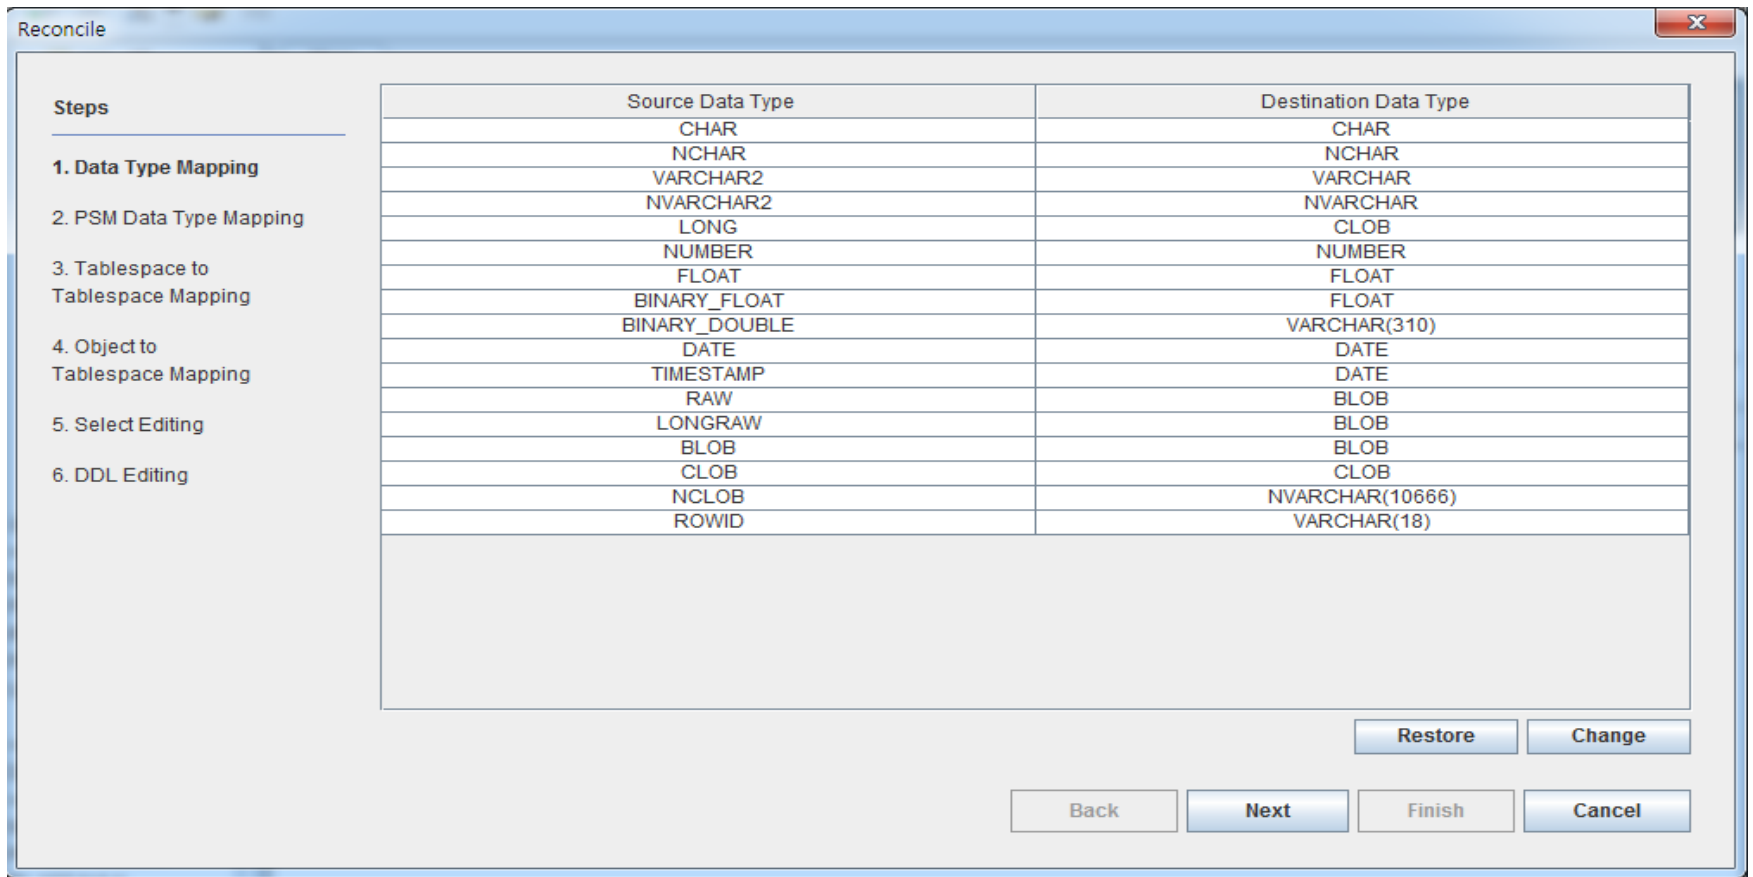 Reconcile
Steps
1. Data Type Mapping
2. PSM Data Type Mapping
3. Tablespace to
Tablespace Mapping
4. Object to
Tablespace Mapping
5. Select Editing
6. DDL Editing
Source Data Type Destination Data Type
CHAR CHAR
NCHAR NCHAR
VARCHAR2 VARCHAR
NVARCHAR2 NVARCHAR
LONG CLOB
NUMBER NUMBER
FLOAT FLOAT
BINARY_FLOAT FLOAT
BINARY_DOUBLE VARCHAR(310)
DATE DATE
TIMESTAMP DATE
RAW BLOB
LONGRAW BLOB
BLOB BLOB
CLOB CLOB
NCLOB NVARCHAR(10666)
ROWID VARCHAR(18)
Restore Change
Back Next Finish Cancel